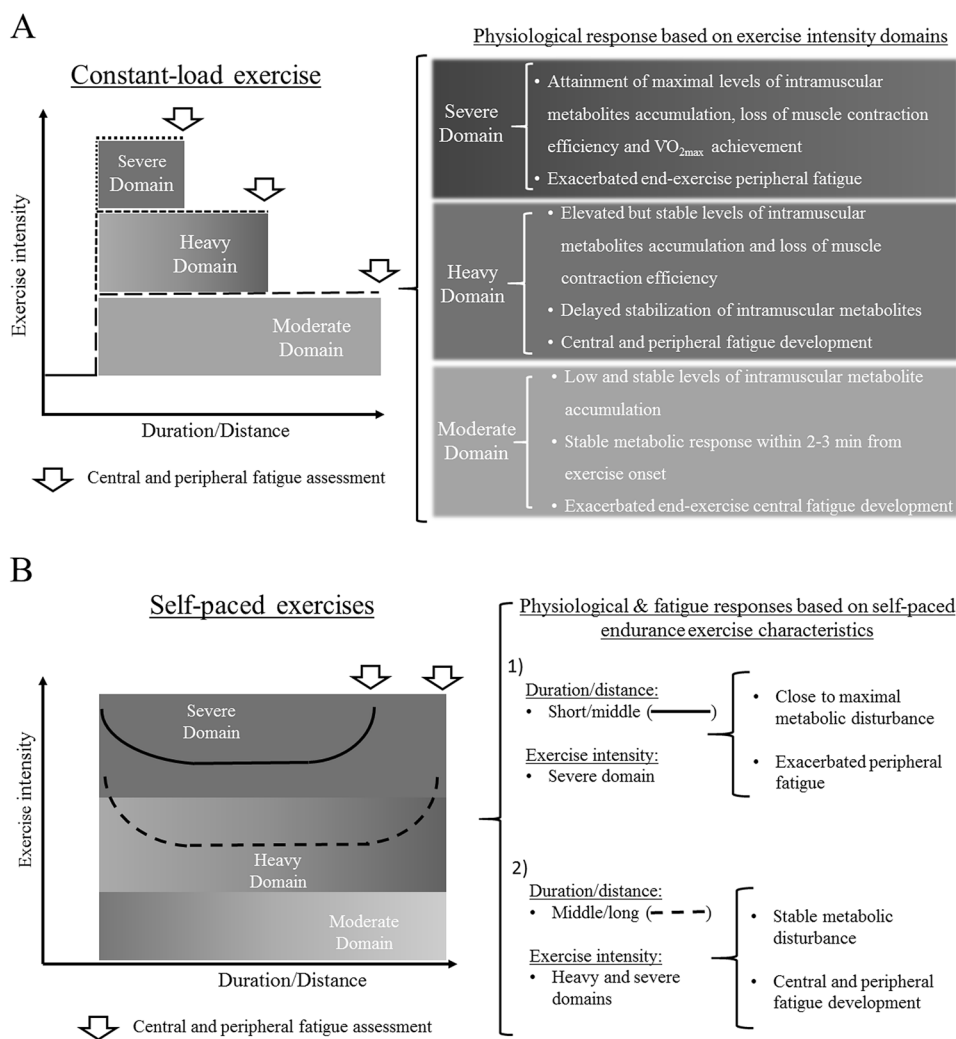 A
Constant-load exercise
Exercise intensity
Severe
Domain
Heavy
Domain
Moderate
Domain
Duration/Distance
Central and peripheral fatigue assessment
Physiological response based on exercise intensity domains
Severe
Domain
• Attainment of maximal levels of intramuscular
metabolites accumulation, loss of muscle contraction
efficiency and VO2max achievement
• Exacerbated end-exercise peripheral fatigue
Heavy
Domain
• Elevated but stable levels of intramuscular
metabolites accumulation and loss of muscle
contraction efficiency
• Delayed stabilization of intramuscular metabolites
• Central and peripheral fatigue development
Moderate
Domain
• Low and stable levels of intramuscular metabolite
accumulation
• Stable metabolic response within 2-3 min from
exercise onset
• Exacerbated end-exercise central fatigue development
B
Self-paced exercises
Exercise intensity
Severe
Domain
Heavy
Domain
Moderate
Domain
Duration/Distance
Central and peripheral fatigue assessment
Physiological & fatigue responses based on self-paced
endurance exercise characteristics
1)
Duration/distance:
• Short/middle ( )
Exercise intensity:
• Severe domain
• Close to maximal
metabolic disturbance
• Exacerbated peripheral
fatigue
2)
Duration/distance:
• Middle/long ( )
Exercise intensity:
• Heavy and severe
domains
• Stable metabolic
disturbance
• Central and peripheral
fatigue development